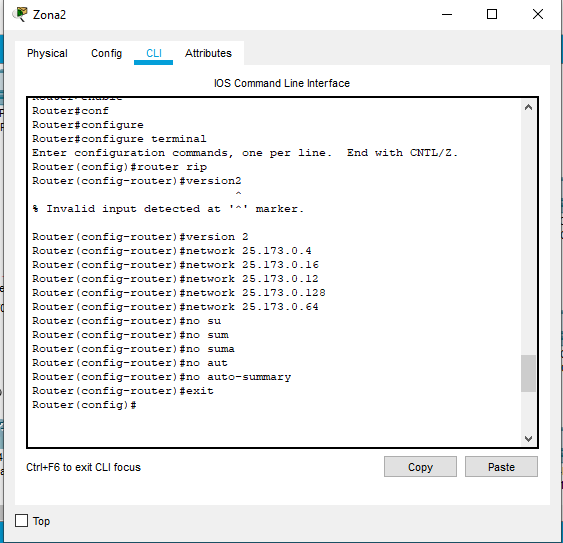 Zona2
Physical Config CLI Attributes
IOS Command Line Interface
Router>enable
Router#conf
Router#configure
Router#configure terminal
Enter configuration commands, one per line.  End with CNTL/Z.
Router(config)#router rip
Router(config-router)#version2
^
% Invalid input detected at '^' marker.
Router(config-router)#version 2
Router(config-router)#network 25.173.0.4
Router(config-router)#network 25.173.0.16
Router(config-router)#network 25.173.0.12
Router(config-router)#network 25.173.0.128
Router(config-router)#network 25.173.0.64
Router(config-router)#no su
Router(config-router)#no sum
Router(config-router)#no suma
Router(config-router)#no aut
Router(config-router)#no auto-summary
Router(config-router)#exit
Router(config)#
Ctrl+F6 to exit CLI focus
Copy Paste
Top